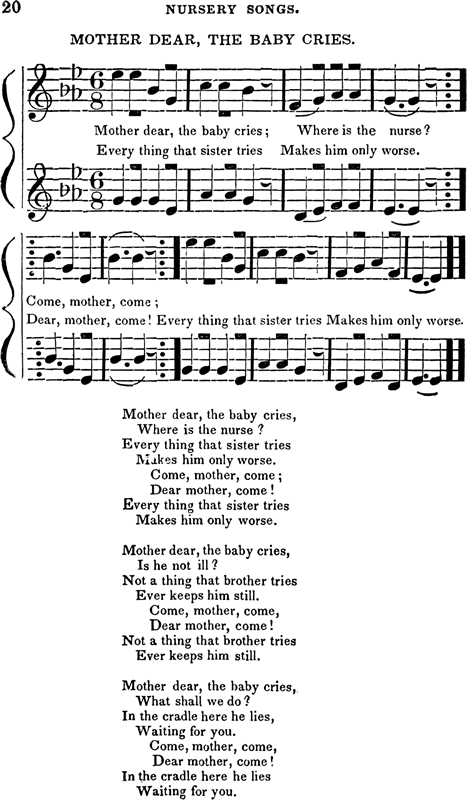 20 NURSERY SONGS.
MOTHER DEAR, THE BABY CRIES.
6
8
Mother dear, the baby cries; Where is the nurse?
Every thing that sister tries Makes him only worse.
6
8
Come, mother, come;
Dear, mother, come! Every thing that sister tries Makes him only worse.
Mother dear, the baby cries,
Where is the nurse?
Every thing that sister tries
Makes him only worse.
Come, mother, come;
Dear mother, come!
Every thing that sister tries
Makes him only worse.
Mother dear, the baby cries,
Is he not ill?
Not a thing that brother tries
Ever keeps him still.
Come, mother, come,
Dear mother, come!
Not a thing that brother tries
Ever keeps him still.
Mother dear, the baby cries,
What shall we do?
In the cradle here he lies,
Waiting for you.
Come, mother, come,
Dear mother, come!
In the cradle here he lies
Waiting for you.